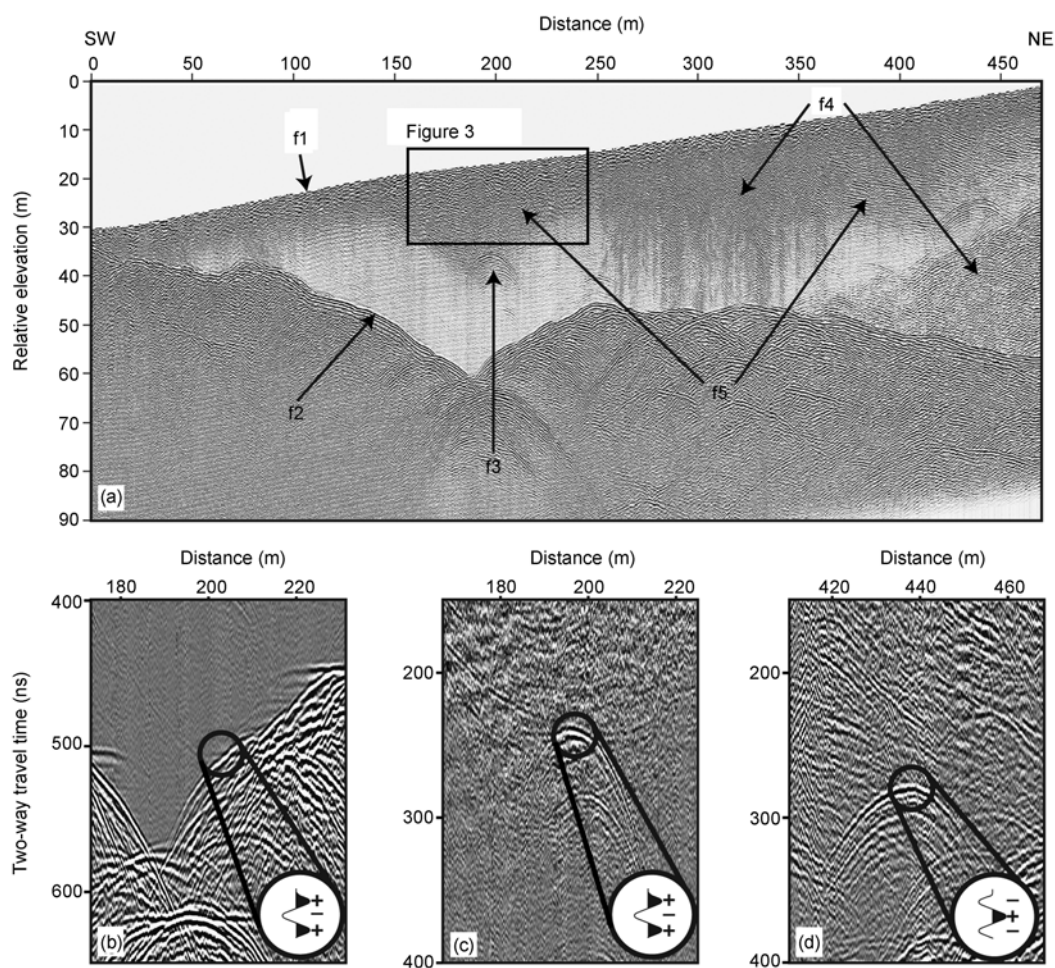 Distance (m)
SW NE
0 50 100 150 200 250 300 350 400 450
Relative elevation (m)
0
10
20
30
40
50
60
70
80
90
f1
Figure 3
f4
f2
f3
f5
(a)
Distance (m) Distance (m) Distance (m)
180 202 220
180 200 220
420 440 460
Two-way travel time (ns)
400
500
600
200
300
400
200
300
400
+
−
+
+
−
+
−
+
−
(b)
(c)
(d)